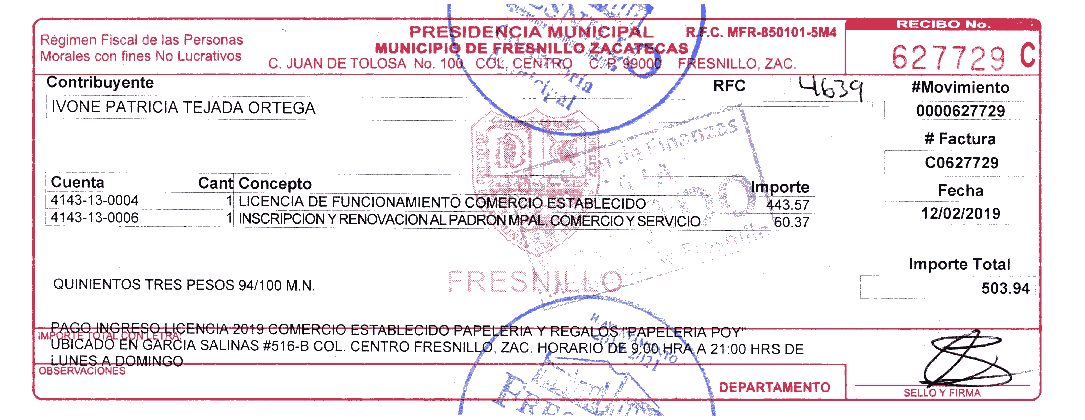 RECIBO No.
PRESIDENCIA MUNICIPAL R.F.C. MFR-850101-5M4
Régimen Fiscal de las Personas
MUNICIPIO DE FRESNILLO ZACATECAS
Morales con fines No Lucrativos
C. JUAN DE TOLOSA No. 100 COL. CENTRO C.P. 99000 FRESNILLO, ZAC.
627729 C
Contribuyente RFC 4639 #Movimiento
IVONE PATRICIA TEJADA ORTEGA 0000627729
# Factura
C0627729
Cuenta Cant Concepto Importe Fecha
4143-13-0004 1 LICENCIA DE FUNCIONAMIENTO COMERCIO ESTABLECIDO 443.57
4143-13-0006 1 INSCRIPCION Y RENOVACION AL PADRON MPAL. COMERCIO Y SERVICIO 60.37
12/02/2019
Importe Total
FRESNILLO
QUINIENTOS TRES PESOS 94/100 M.N. 503.94
PAGO INGRESO LICENCIA 2019 COMERCIO ESTABLECIDO PAPELERIA Y REGALOS "PAPELERIA POY"
IMPORTE TOTAL CON LETRA
UBICADO EN GARCIA SALINAS #516-B COL. CENTRO FRESNILLO, ZAC. HORARIO DE 9:00 HRA A 21:00 HRS DE
LUNES A DOMINGO
OBSERVACIONES
DEPARTAMENTO
SELLO Y FIRMA